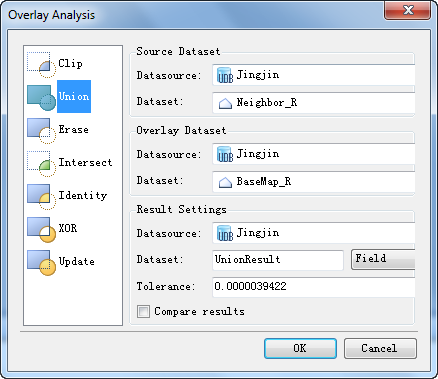 Overlay Analysis
Clip
Union
Erase
Intersect
Identity
XOR
Update
Source Dataset
Datasource: UDB Jingjin
Dataset: Neighbor_R
Overlay Dataset
Datasource: UDB Jingjin
Dataset: BaseMap_R
Result Settings
Datasource: UDB Jingjin
Dataset: UnionResult Field
Tolerance: 0.0000039422
Compare results
OK Cancel